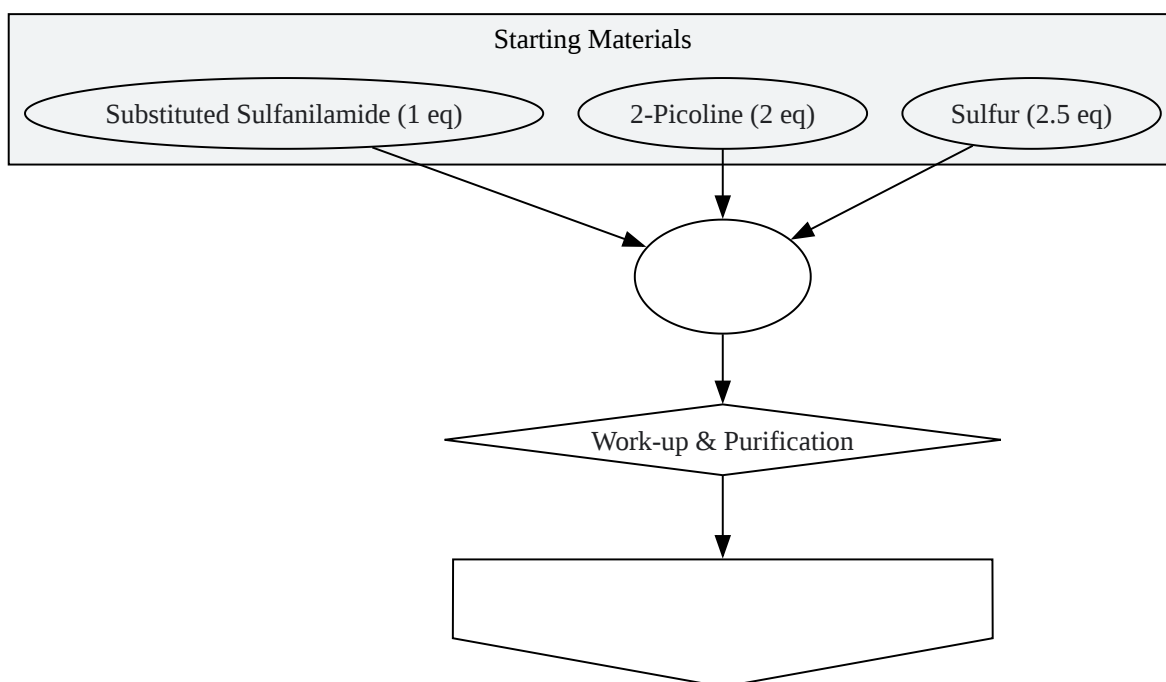 Starting Materials
Substituted Sulfanilamide (1 eq)
2-Picoline (2 eq)
Sulfur (2.5 eq)
Work-up & Purification